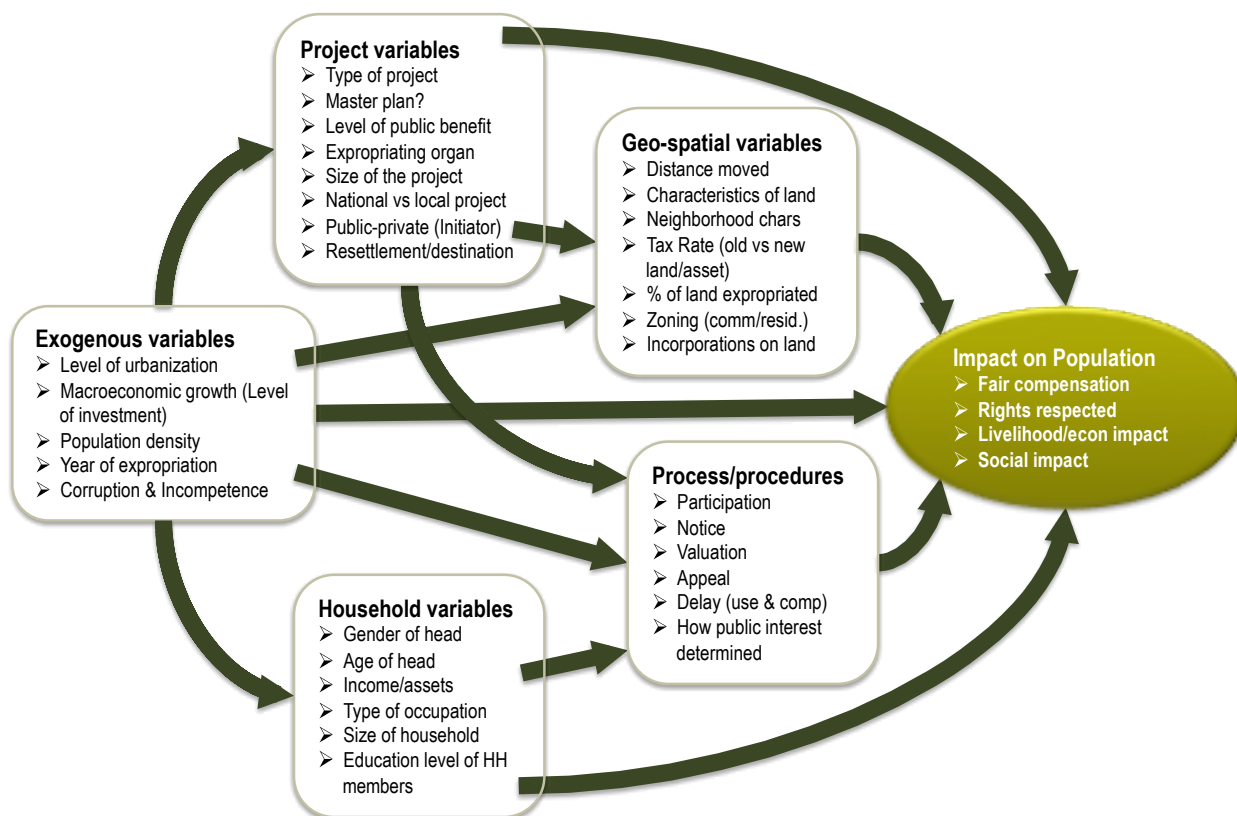 Project variables
➢ Type of project
➢ Master plan?
➢ Level of public benefit
➢ Expropriating organ
➢ Size of the project
➢ National vs local project
➢ Public-private (Initiator)
➢ Resettlement/destination
Geo-spatial variables
➢ Distance moved
➢ Characteristics of land
➢ Neighborhood chars
➢ Tax Rate (old vs new
land/asset)
➢ % of land expropriated
➢ Zoning (comm/resid.)
➢ Incorporations on land
Exogenous variables
➢ Level of urbanization
➢ Macroeconomic growth (Level
of investment)
➢ Population density
➢ Year of expropriation
➢ Corruption & Incompetence
Impact on Population
➢ Fair compensation
➢ Rights respected
➢ Livelihood/econ impact
➢ Social impact
Process/procedures
➢ Participation
➢ Notice
➢ Valuation
➢ Appeal
➢ Delay (use & comp)
➢ How public interest
determined
Household variables
➢ Gender of head
➢ Age of head
➢ Income/assets
➢ Type of occupation
➢ Size of household
➢ Education level of HH
members